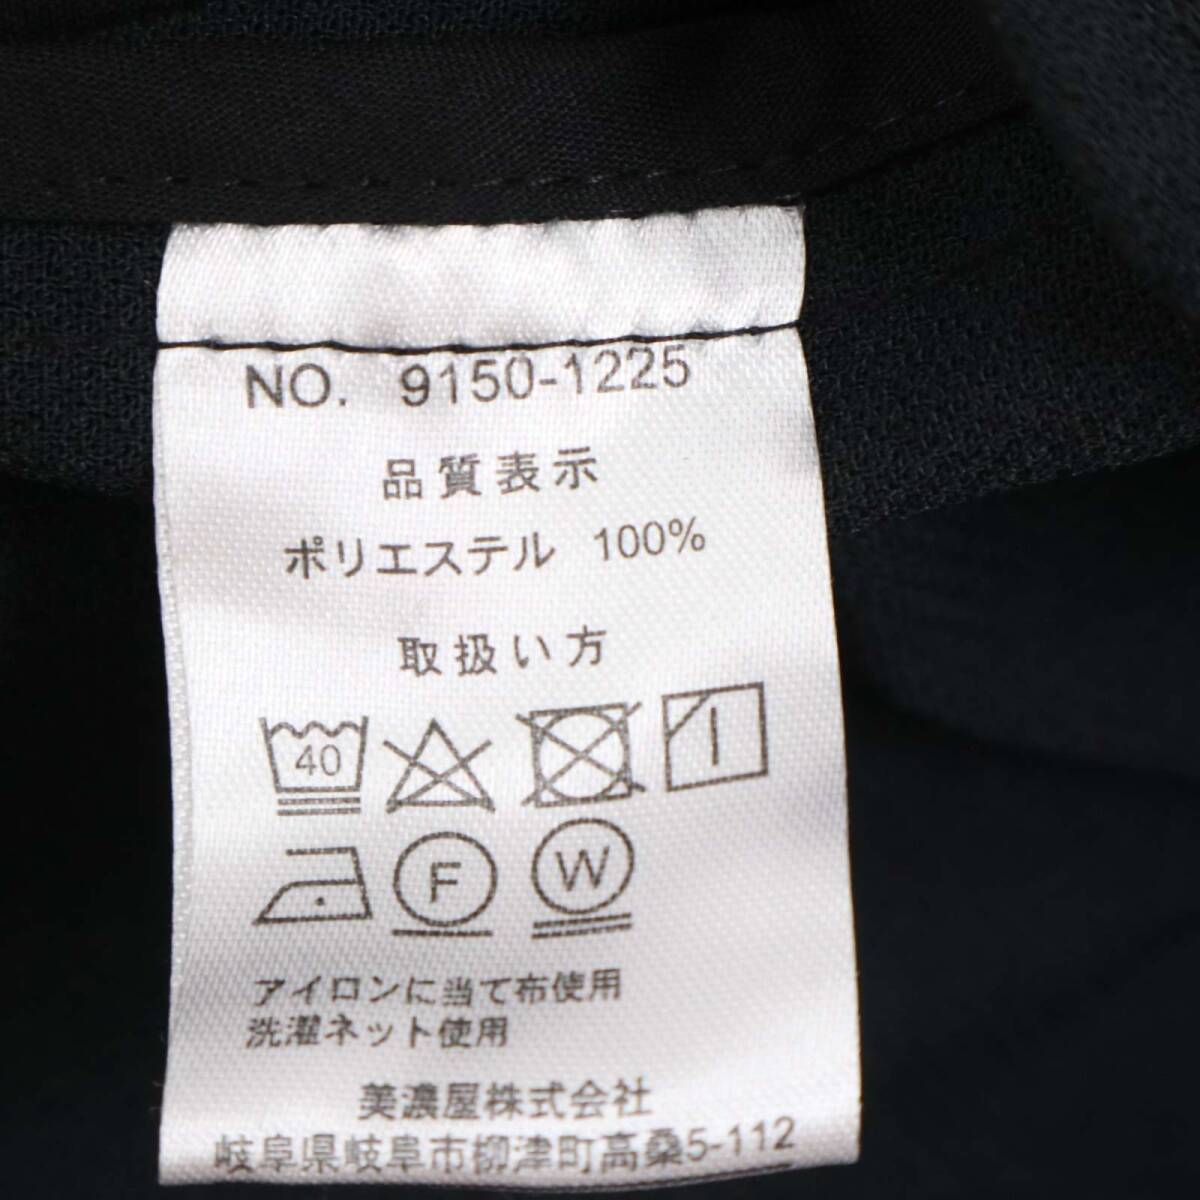 NO. 9150-1225
品質表示
ポリエステル 100%
取扱い方
40
F W
アイロンに当て布使用
洗濯ネット使用
美濃屋株式会社
岐阜県岐阜市柳津町高桑5-112